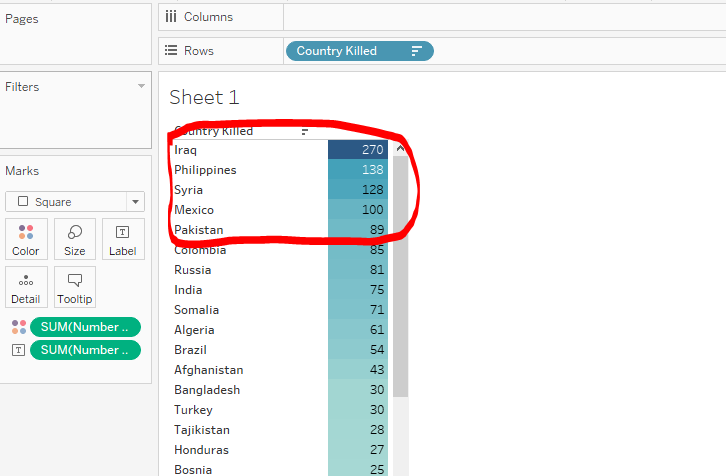 Pages
Columns
Rows
Country Killed
Filters
Sheet 1
Country Killed
Iraq 270
Philippines 138
Syria 128
Mexico 100
Pakistan 89
Colombia 85
Russia 81
India 75
Somalia 71
Algeria 61
Brazil 54
Afghanistan 43
Bangladesh 30
Turkey 30
Tajikistan 28
Honduras 27
Bosnia 25
Marks
Square
Color Size Label
Detail Tooltip
SUM(Number ..
SUM(Number ..